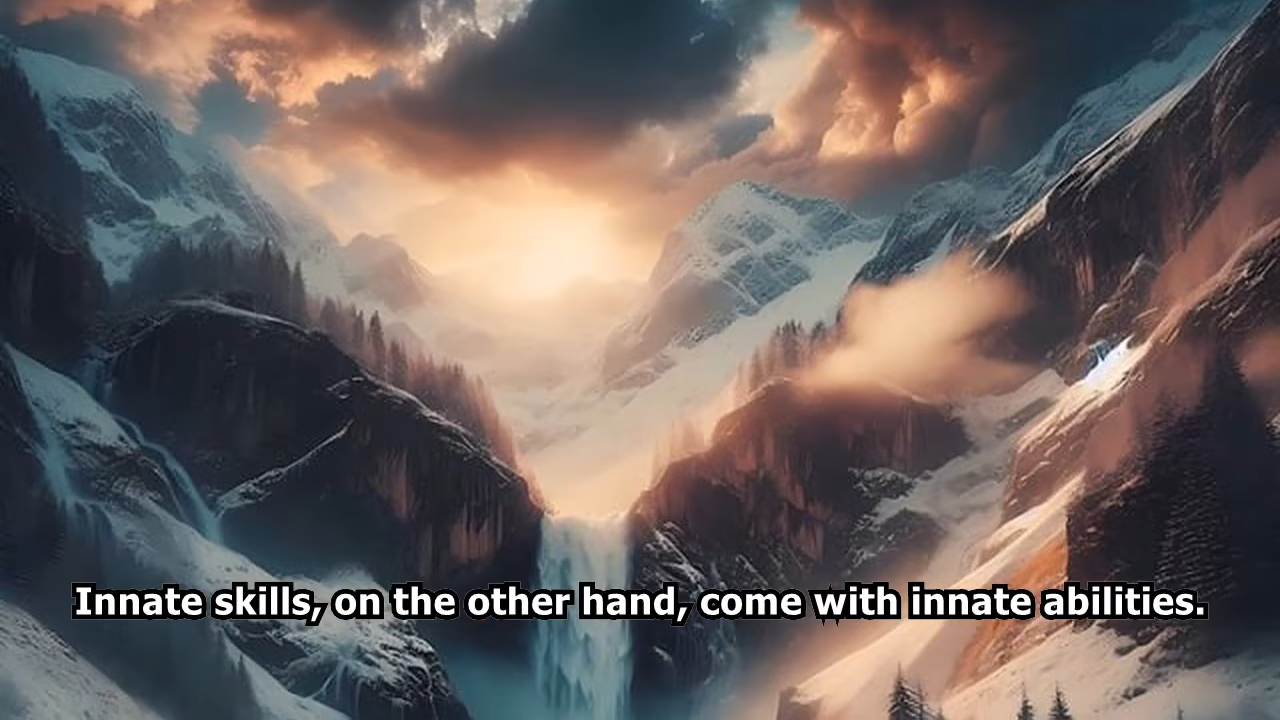 Innate skills, on the other hand, come with innate abilities.